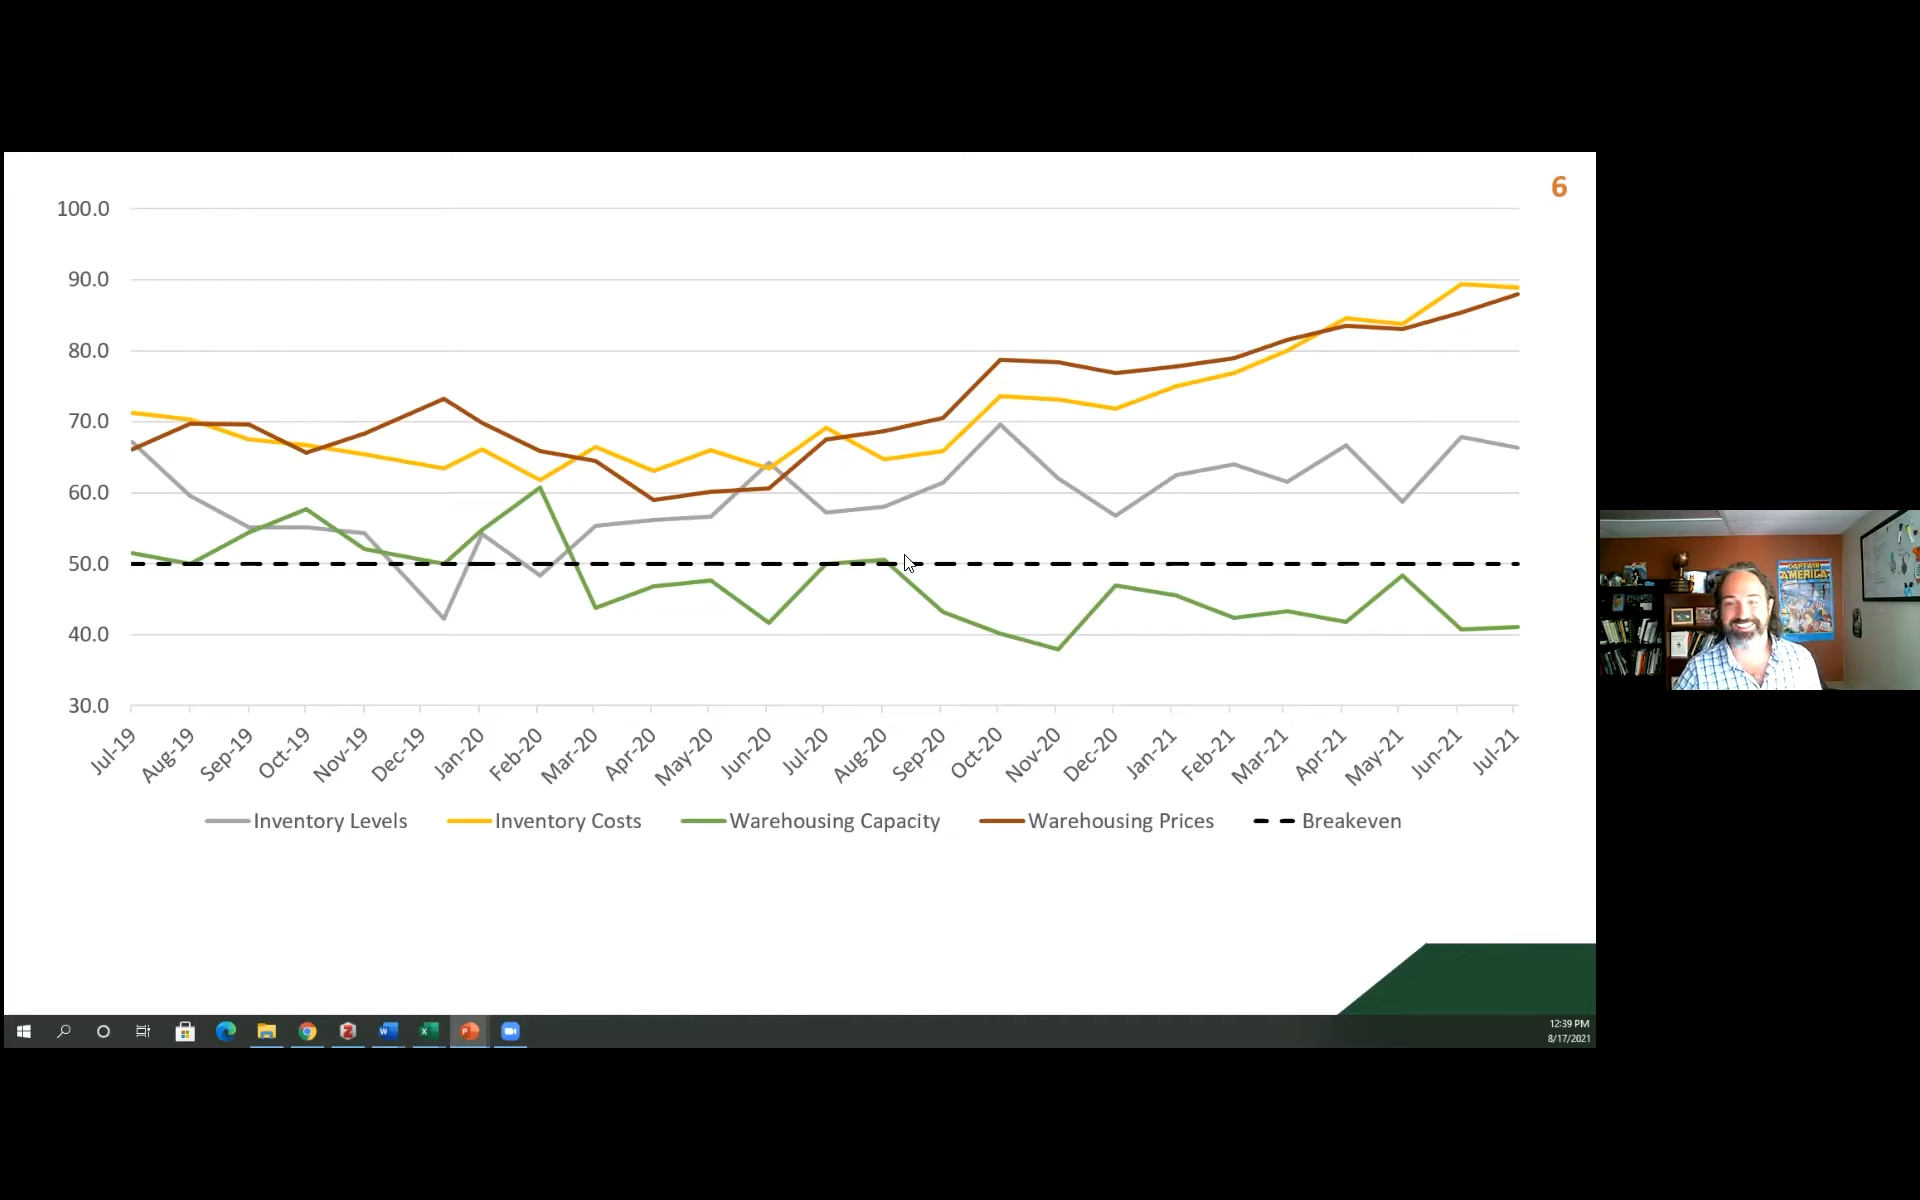 6
100.0
90.0
80.0
70.0
60.0
50.0
40.0
30.0
Jul-19 Aug-19 Sep-19 Oct-19 Nov-19 Dec-19 Jan-20 Feb-20 Mar-20 Apr-20 May-20 Jun-20 Jul-20 Aug-20 Sep-20 Oct-20 Nov-20 Dec-20 Jan-21 Feb-21 Mar-21 Apr-21 May-21 Jun-21 Jul-21
Inventory Levels Inventory Costs Warehousing Capacity Warehousing Prices Breakeven
CAPTAIN
AMERICA
12:39 PM
8/17/2021